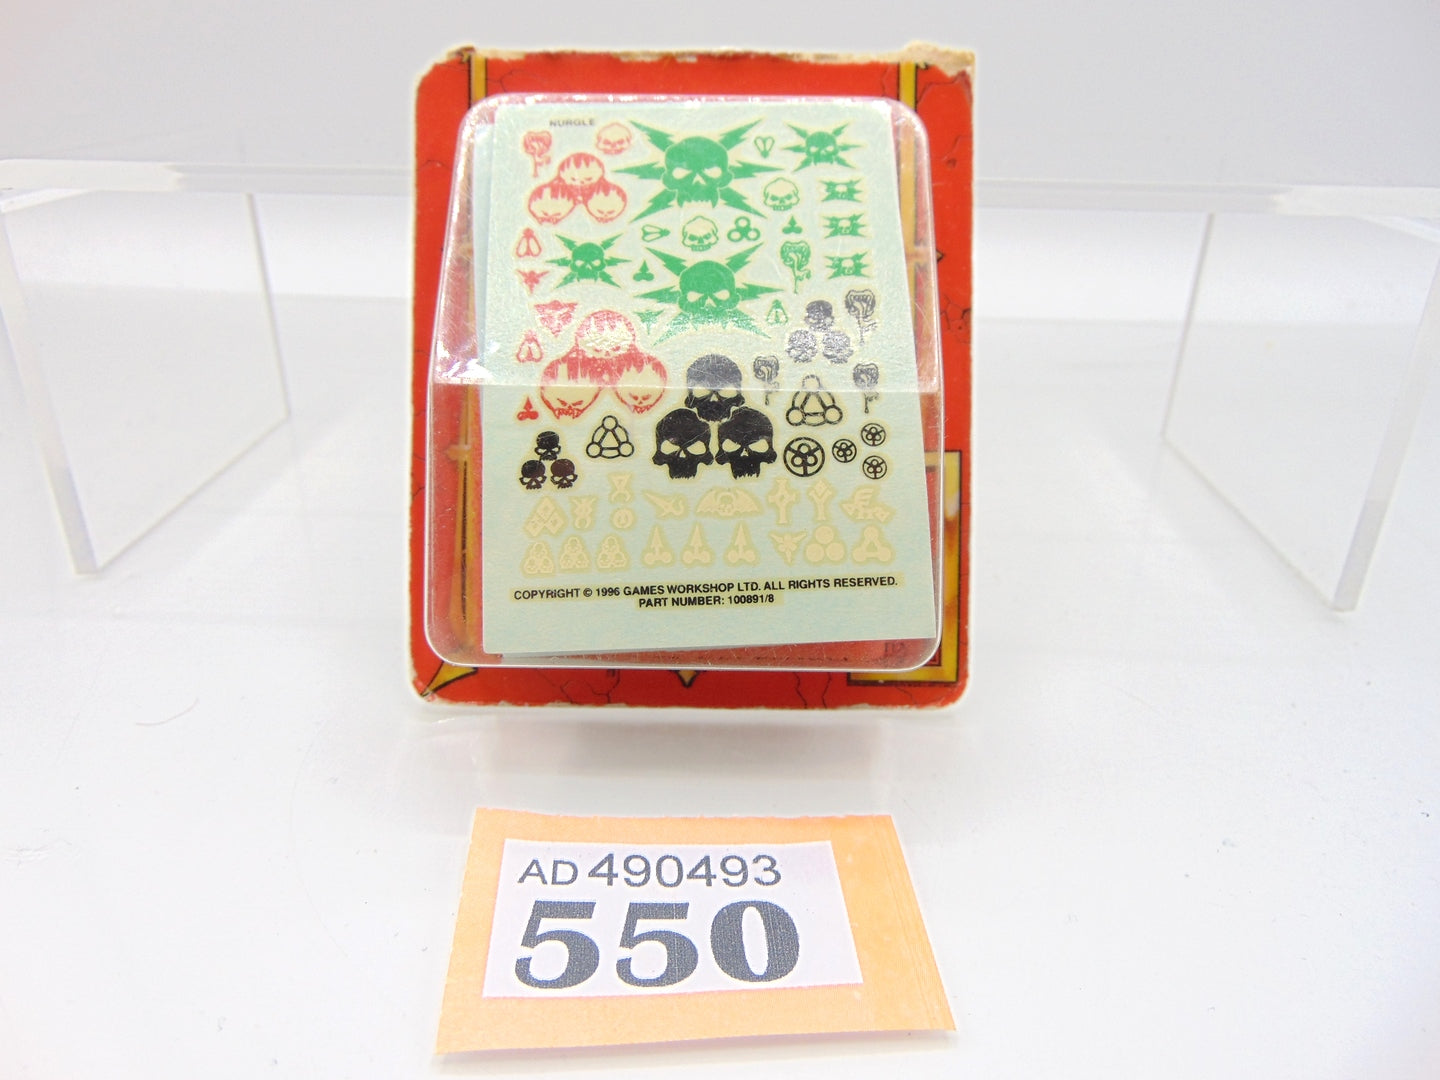 NURGLE
COPYRIGHT © 1996 GAMES WORKSHOP LTD. ALL RIGHTS RESERVED.
PART NUMBER: 100891/8
AD 490493
550